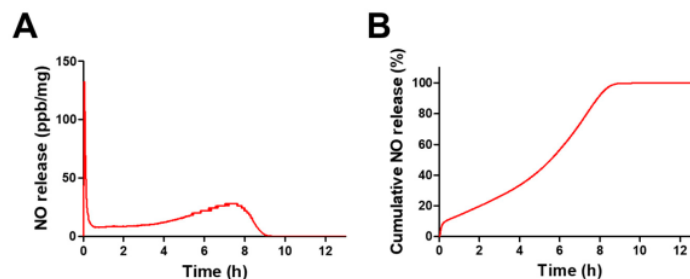 A
NO release (ppb/mg)
150
100
50
0
0 2 4 6 8 10 12
Time (h)
B
Cumulative NO release (%)
100
80
60
40
20
0
0 2 4 6 8 10 12
Time (h)